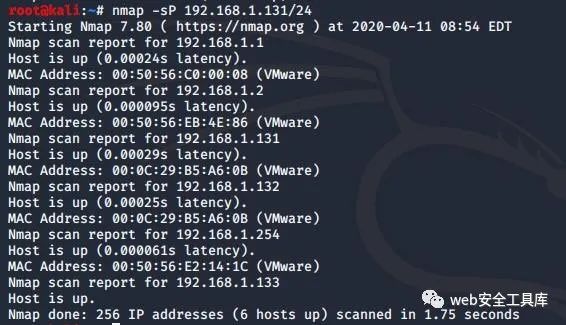 root@kali:~# nmap -sP 192.168.1.131/24
Starting Nmap 7.80 ( https://nmap.org ) at 2020-04-11 08:54 EDT
Nmap scan report for 192.168.1.1
Host is up (0.00024s latency).
MAC Address: 00:50:56:C0:00:08 (VMware)
Nmap scan report for 192.168.1.2
Host is up (0.000095s latency).
MAC Address: 00:50:56:EB:4E:86 (VMware)
Nmap scan report for 192.168.1.131
Host is up (0.00029s latency).
MAC Address: 00:0C:29:B5:A6:0B (VMware)
Nmap scan report for 192.168.1.132
Host is up (0.00025s latency).
MAC Address: 00:0C:29:B5:A6:0B (VMware)
Nmap scan report for 192.168.1.254
Host is up (0.000061s latency).
MAC Address: 00:50:56:E2:14:1C (VMware)
Nmap scan report for 192.168.1.133
Host is up.
Nmap done: 256 IP addresses (6 hosts up) scanned in 1.75 seconds
web安全工具库